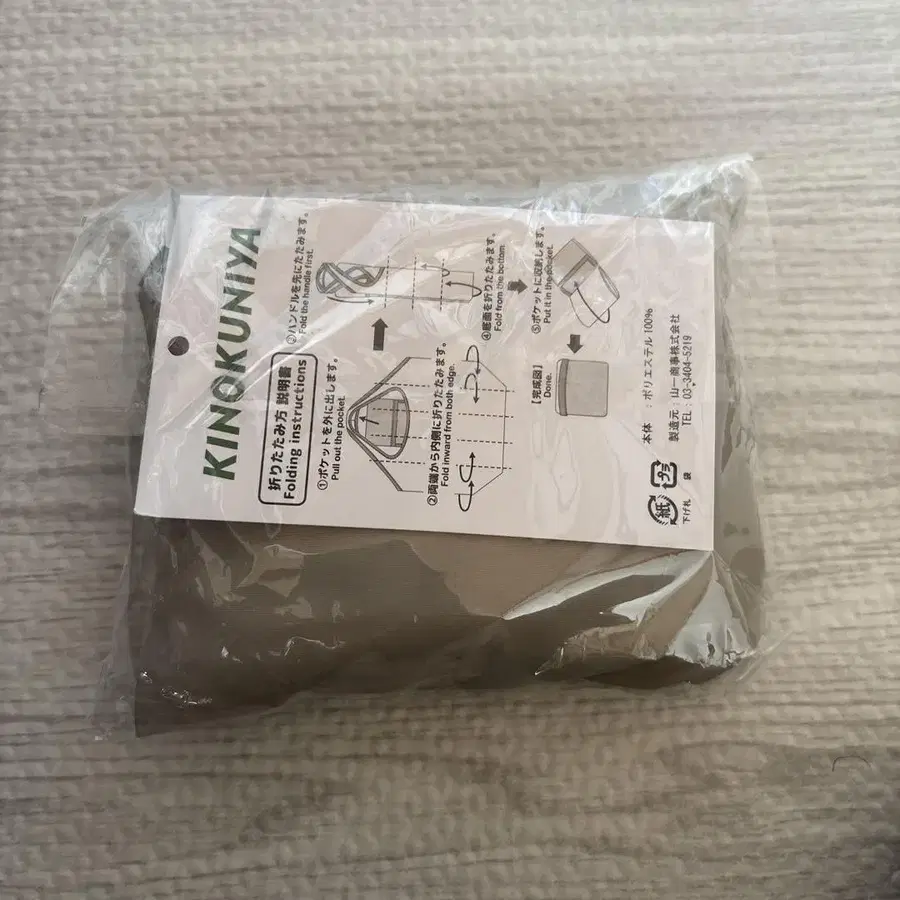 KINOKUNIYA
折りたたみ方 説明書
Folding instructions
①ポケットを外に出します。
Pull out the pocket.
②両端から内側に折りたたみます。
Fold inward from both edge.
③ハンドルを先にたたみます。
Fold the handle first.
④底面を折りたたみます。
Fold from the bottom.
⑤ポケットに収納します。
Put it in the pocket.
【完成図】
Done.
本体 : ポリエステル 100%
製造元 : 山一商事株式会社
TEL : 03-3404-5219
紙
プラ
下げ札
袋